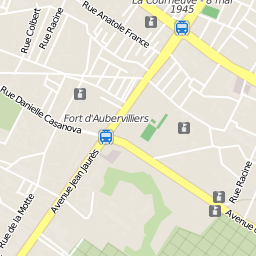 La Courneuve - 8 mai
1945
Rue Colbert
Rue Racine
Rue Anatole France
Rue Danielle Casanova
Fort d'Aubervilliers
Avenue Jean Jaurès
Rue Racine
Rue de la Motte
Avenue